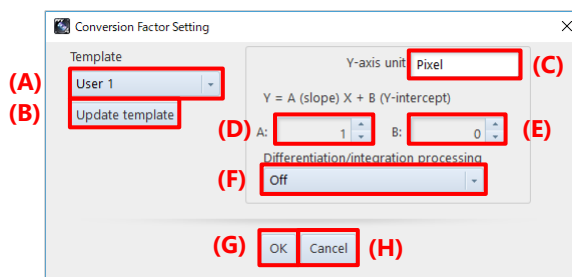 Conversion Factor Setting
Template
Y-axis unit Pixel (C)
(A) User 1
Y = A (slope) X + B (Y-intercept)
(B) Update template
(D) A: 1 B: 0 (E)
Differentiation/integration processing
(F) Off
(G) OK Cancel (H)